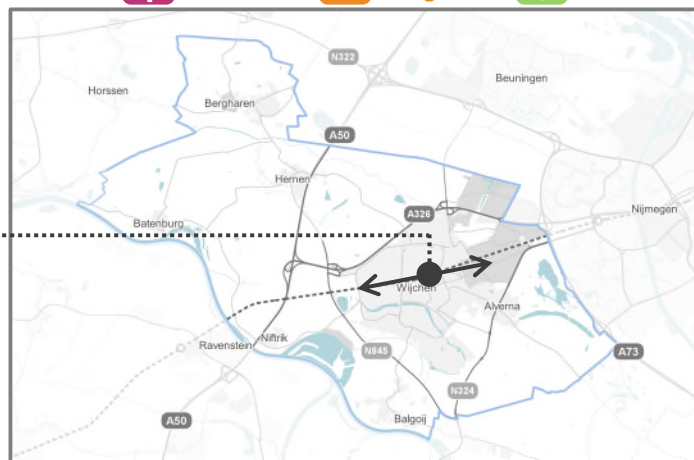 N322
Beuningen
Horssen
Bergharen
A50
Hernen
Nijmegen
A326
Batenburg
Wijchen
Alverna
Ravenstein
Niftrik
N845
A73
N324
A50
Balgoij